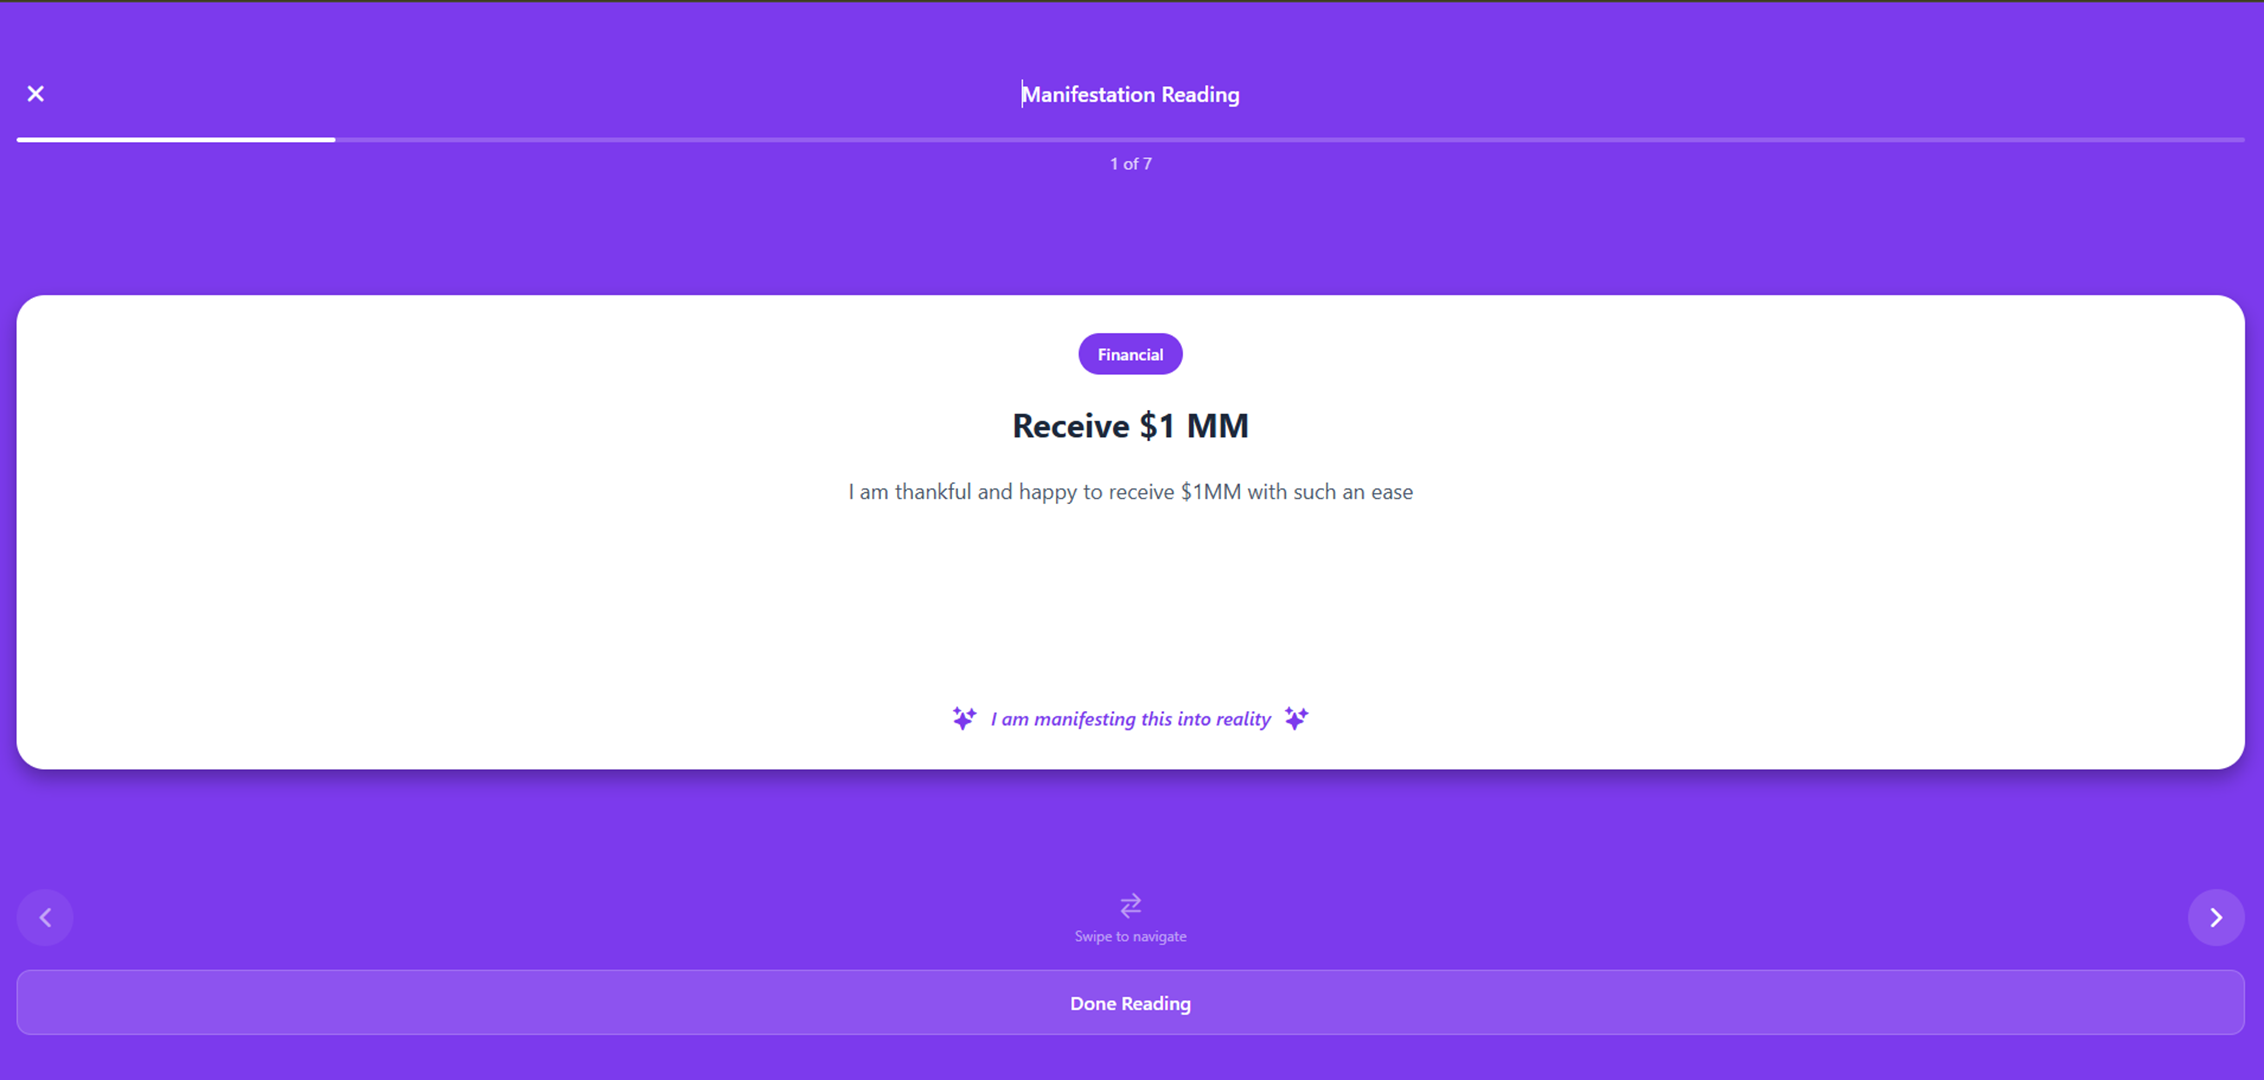 Manifestation Reading
1 of 7
Financial
Receive $1 MM
I am thankful and happy to receive $1MM with such an ease
I am manifesting this into reality
Swipe to navigate
Done Reading